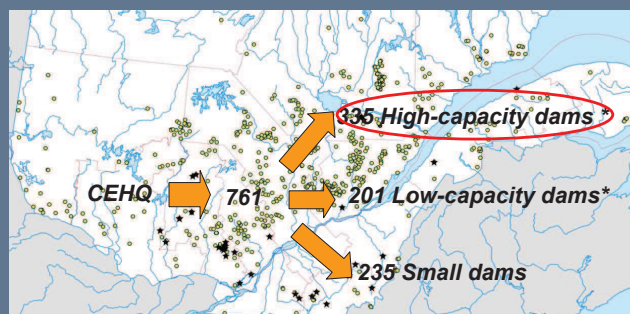 335 High-capacity dams *
CEHQ 761 201 Low-capacity dams*
235 Small dams